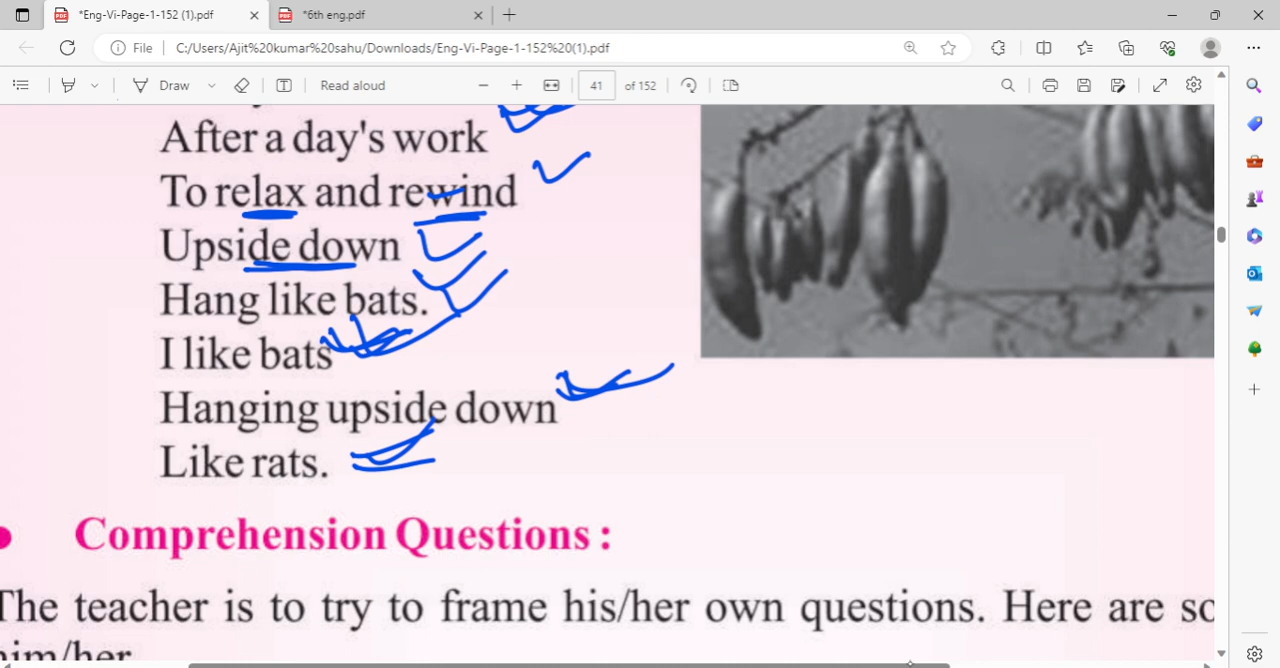 *Eng-Vi-Page-1-152 (1).pdf
*6th eng.pdf
File
C:/Users/Ajit%20kumar%20sahu/Downloads/Eng-Vi-Page-1-152%20(1).pdf
Draw
Read aloud
41 of 152
After a day's work
To relax and rewind
Upside down
Hang like bats.
I like bats
Hanging upside down
Like rats.
Comprehension Questions :
The teacher is to try to frame his/her own questions. Here are so
him/her